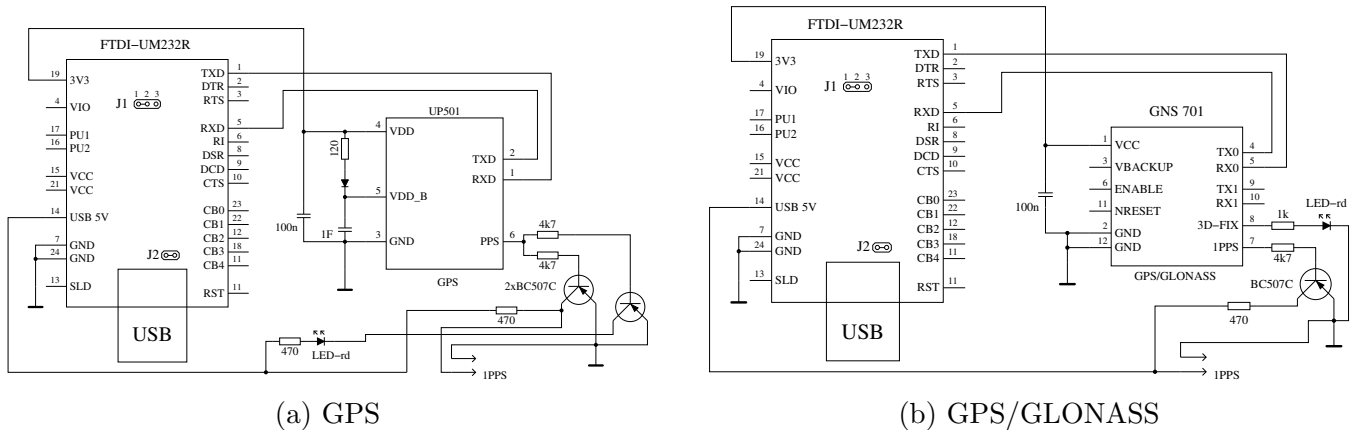 FTDI-UM232R
19 3V3
4 VIO
17 PU1
16 PU2
15 VCC
21 VCC
14 USB 5V
7 GND
24 GND
13 SLD
J1 1 2 3
J2
TXD 1
DTR 2
RTS 3
RXD 5
RI 6
DSR 8
DCD 9
CTS 10
CB0 23
CB1 22
CB2 12
CB3 18
CB4 11
RST 11
USB
UP501
4 VDD
5 VDD_B
3 GND
TXD 2
RXD 1
PPS 6
GPS
120
100n
1F
4k7
4k7
2xBC507C
470
470
LED-rd
1PPS
(a) GPS
FTDI-UM232R
19 3V3
4 VIO
17 PU1
16 PU2
15 VCC
21 VCC
14 USB 5V
7 GND
24 GND
13 SLD
J1 1 2 3
J2
TXD 1
DTR 2
RTS 3
RXD 5
RI 6
DSR 8
DCD 9
CTS 10
CB0 23
CB1 22
CB2 12
CB3 18
CB4 11
RST 11
USB
GNS 701
1 VCC
3 VBACKUP
6 ENABLE
11 NRESET
2 GND
12 GND
TX0 4
RX0 5
TX1 9
RX1 10
3D-FIX 8
1PPS 7
GPS/GLONASS
100n
1k
LED-rd
4k7
BC507C
470
1PPS
(b) GPS/GLONASS